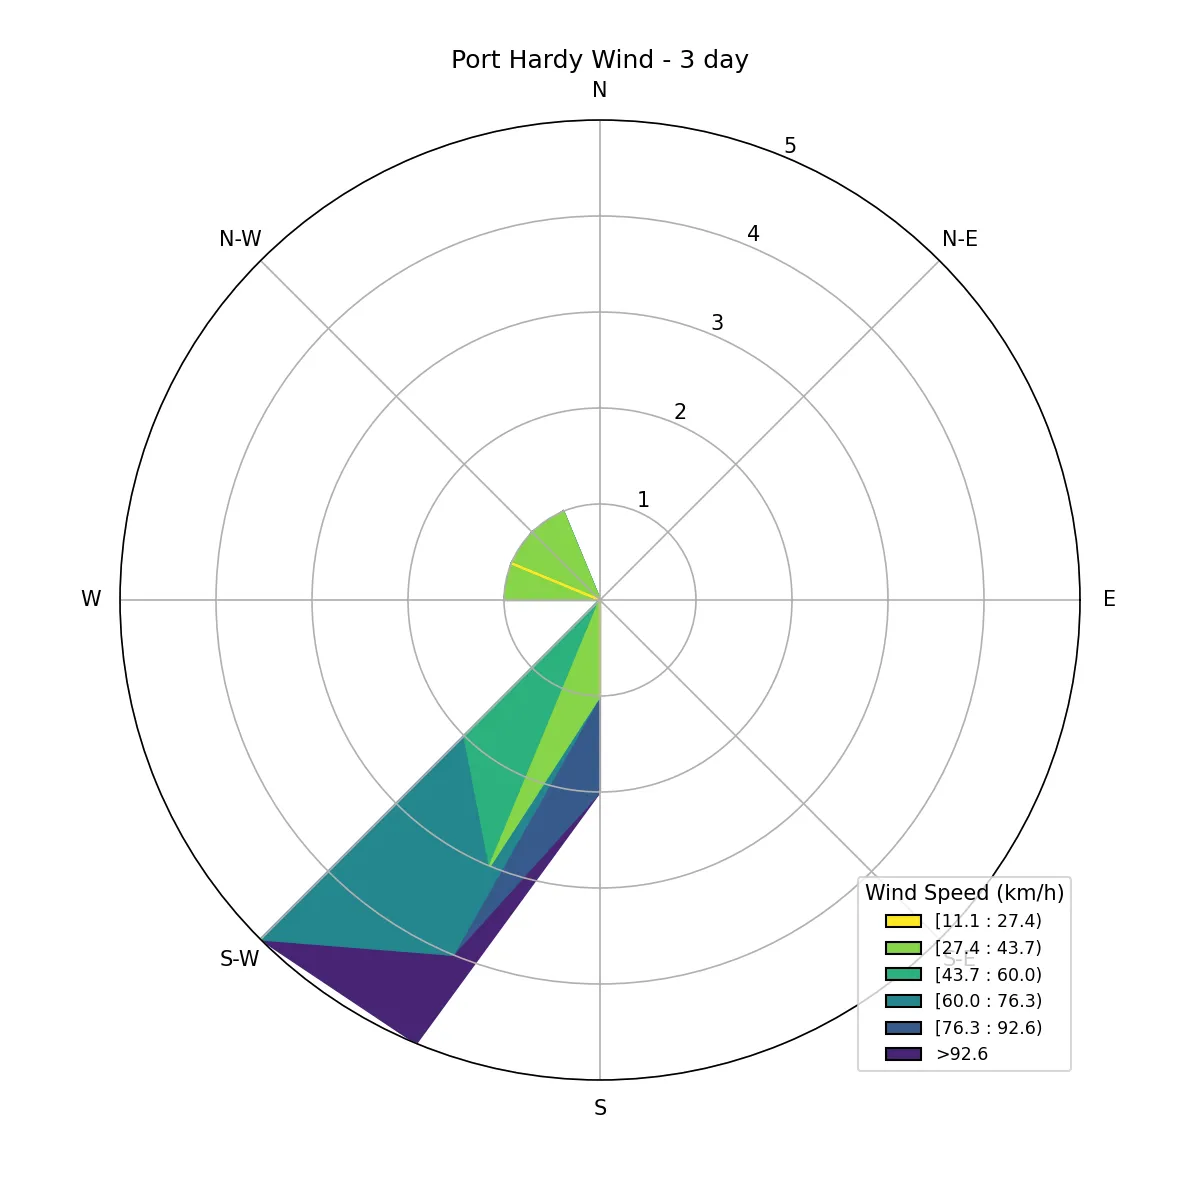 Port Hardy Wind - 3 day
N
5
N-W
4
N-E
3
2
1
W
E
Wind Speed (km/h)
[11.1 : 27.4)
[27.4 : 43.7)
S-W
S-E
[43.7 : 60.0)
[60.0 : 76.3)
[76.3 : 92.6)
>92.6
S